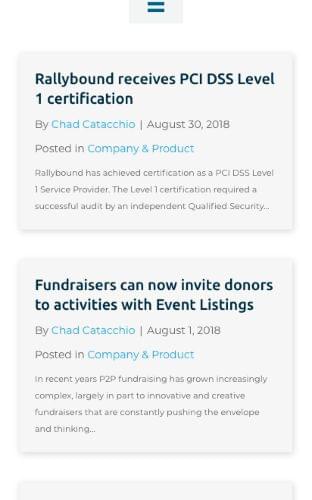 Rallybound receives PCI DSS Level
1 certification
By Chad Catacchio | August 30, 2018
Posted in Company & Product
Rallybound has achieved certification as a PCI DSS Level
1 Service Provider. The Level 1 certification required a
successful audit by an independent Qualified Security...
Fundraisers can now invite donors
to activities with Event Listings
By Chad Catacchio | August 1, 2018
Posted in Company & Product
In recent years P2P fundraising has grown increasingly
complex, largely in part to innovative and creative
fundraisers that are constantly pushing the envelope
and thinking...